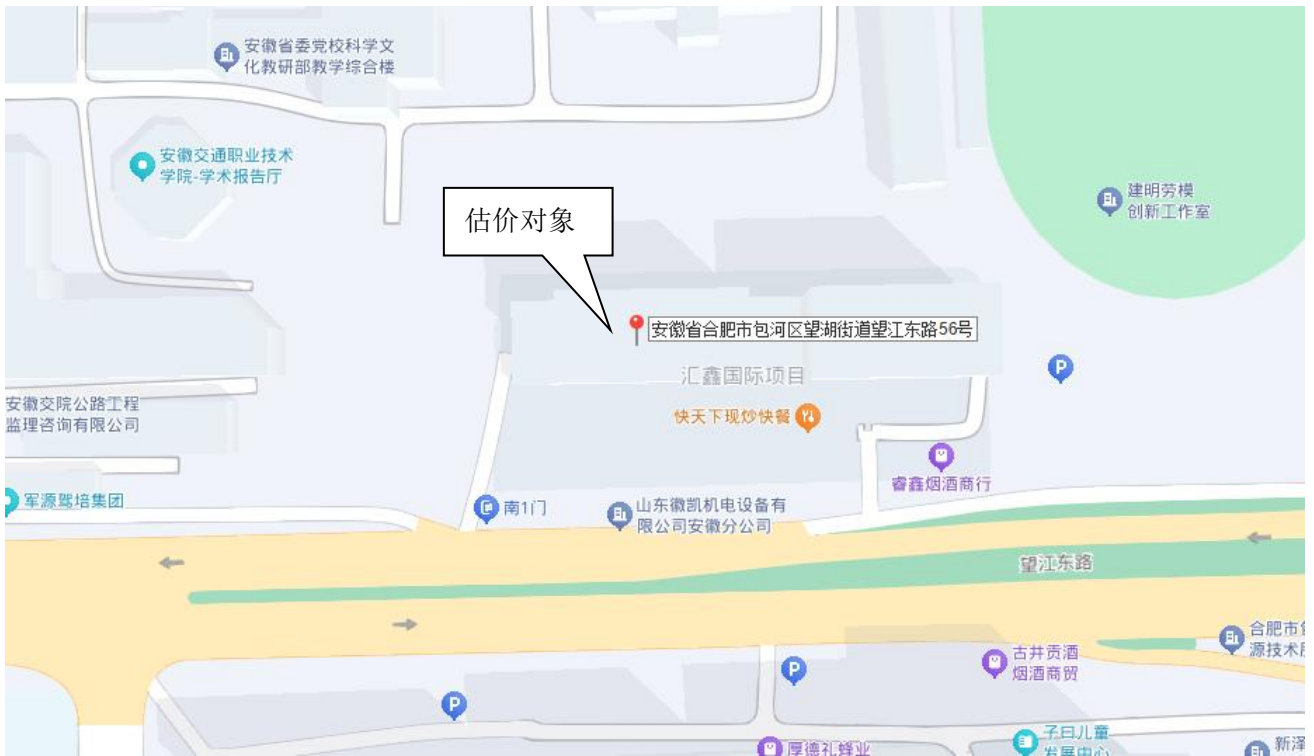 安徽省委党校科学文
化教研部教学综合楼
安徽交通职业技术
学院-学术报告厅
建明劳模
创新工作室
估价对象
安徽省合肥市包河区望湖街道望江东路56号
汇鑫国际项目
P
快天下现炒快餐
安徽交院公路工程
监理咨询有限公司
睿鑫烟酒商行
军源驾培集团
南1门
山东徽凯机电设备有
限公司安徽分公司
望江东路
合肥市包
源技术服
古井贡酒
烟酒商贸
P
P
子曰儿童
发展中心
厚德礼蜂业
新泽